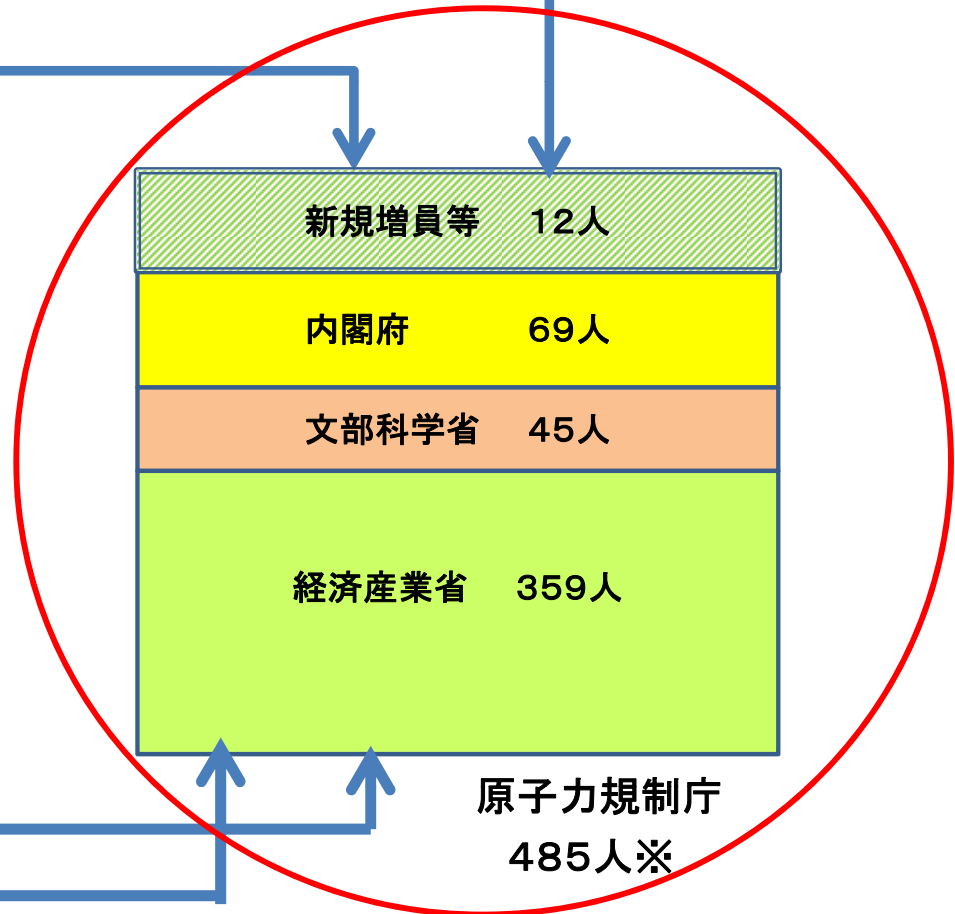 新規増員等　12人
内閣府　69人
文部科学省　45人
経済産業省　359人
原子力規制庁
485人※